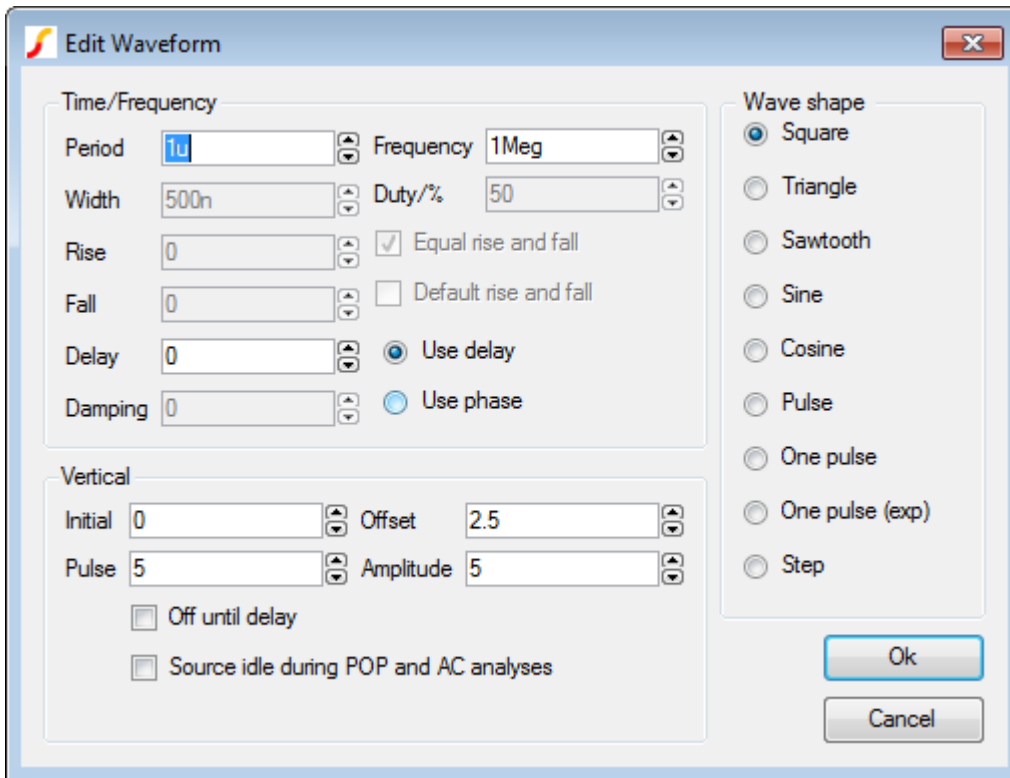 Edit Waveform
Time/Frequency
Period 1u Frequency 1Meg
Width 500n Duty/% 50
Rise 0 Equal rise and fall
Fall 0 Default rise and fall
Delay 0 Use delay
Damping 0 Use phase
Vertical
Initial 0 Offset 2.5
Pulse 5 Amplitude 5
Off until delay
Source idle during POP and AC analyses
Wave shape
Square
Triangle
Sawtooth
Sine
Cosine
Pulse
One pulse
One pulse (exp)
Step
Ok
Cancel